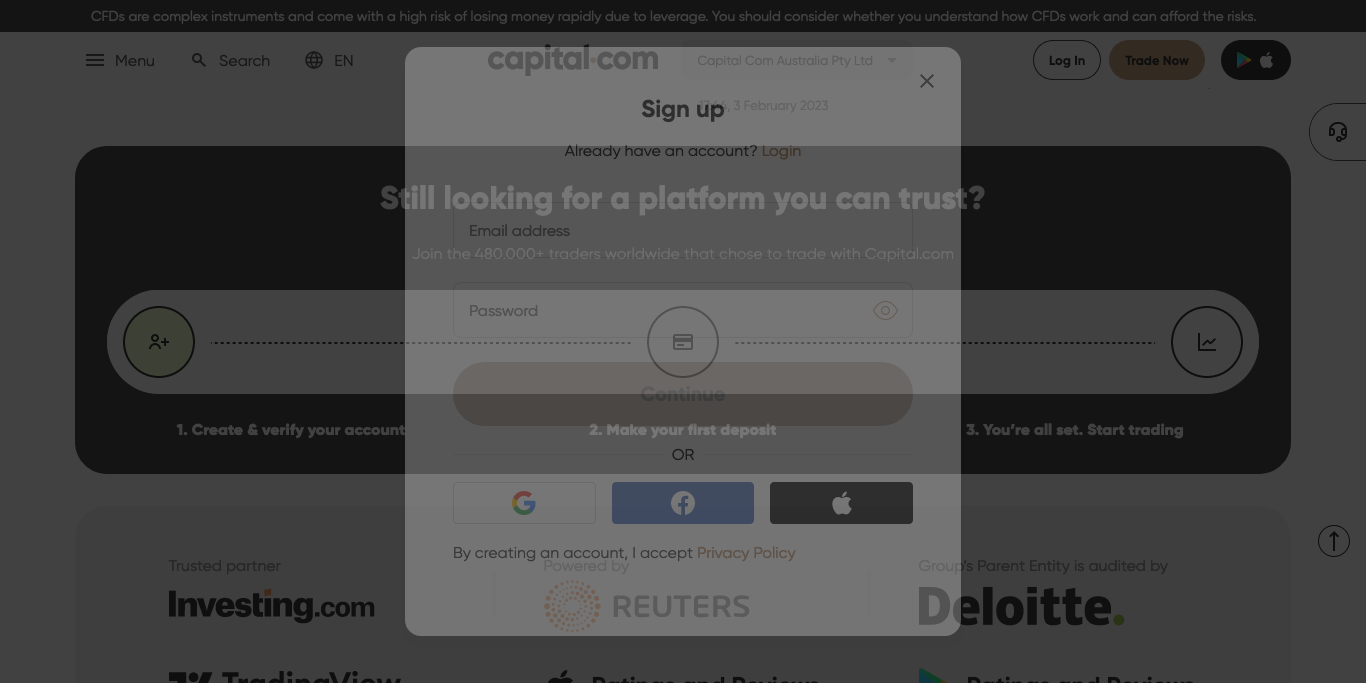 CFDs are complex instruments and come with a high risk of losing money rapidly due to leverage. You should consider whether you understand how CFDs work and can afford the risks.
Menu
Search
EN
capital.com
Capital Com Australia Pty Ltd
Log In
Trade Now
Sign up
3 February 2023
Already have an account? Login
Still looking for a platform you can trust?
Email address
Join the 480.000+ traders worldwide that chose to trade with Capital.com
Password
Continue
1. Create & verify your account
2. Make your first deposit
3. You're all set. Start trading
OR
By creating an account, I accept Privacy Policy
Trusted partner
Powered by
Group's Parent Entity is audited by
Investing.com
REUTERS
Deloitte.
TradingView
Ratings and Reviews
Ratings and Reviews